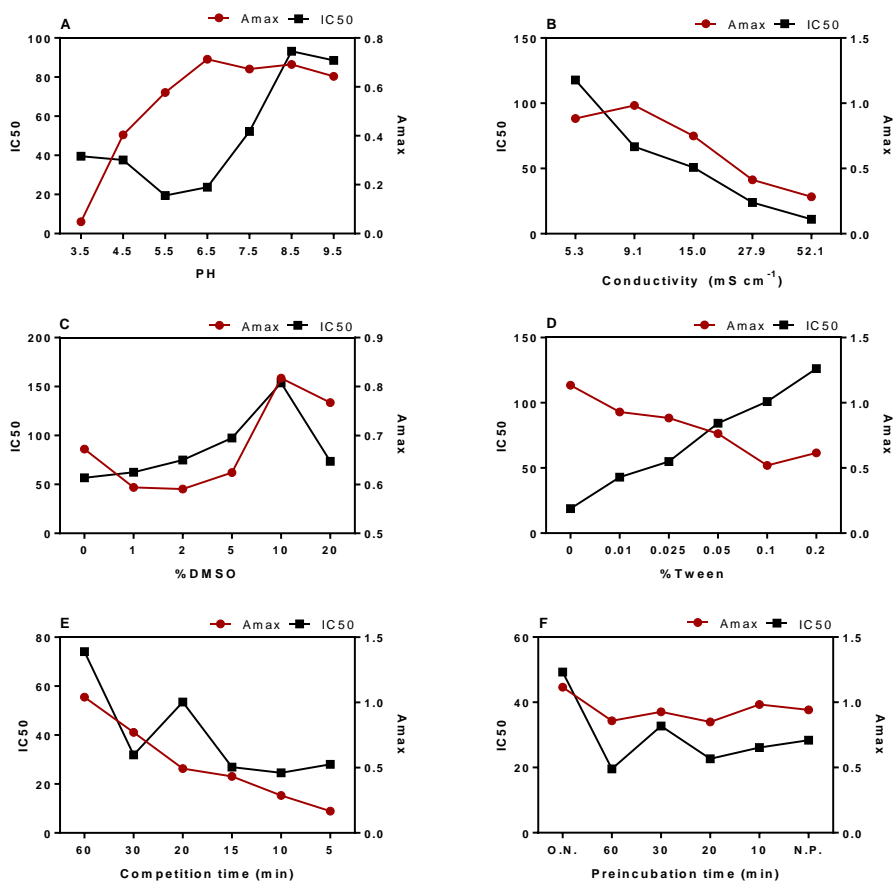 A
Amax IC50
100
80
60
40
20
0
IC50
0.8
0.6
0.4
0.2
0.0
Amax
3.5 4.5 5.5 6.5 7.5 8.5 9.5
PH
B
Amax IC50
150
100
50
0
IC50
1.5
1.0
0.5
0.0
Amax
5.3 9.1 15.0 27.9 52.1
Conductivity (mS cm⁻¹)
C
Amax IC50
200
150
100
50
0
IC50
0.9
0.8
0.7
0.6
0.5
Amax
0 1 2 5 10 20
%DMSO
D
Amax IC50
150
100
50
0
IC50
1.5
1.0
0.5
0.0
Amax
0 0.01 0.025 0.05 0.1 0.2
%Tween
E
Amax IC50
80
60
40
20
0
IC50
1.5
1.0
0.5
0.0
Amax
60 30 20 15 10 5
Competition time (min)
F
Amax IC50
60
40
20
0
IC50
1.5
1.0
0.5
0.0
Amax
O.N. 60 30 20 10 N.P.
Preincubation time (min)